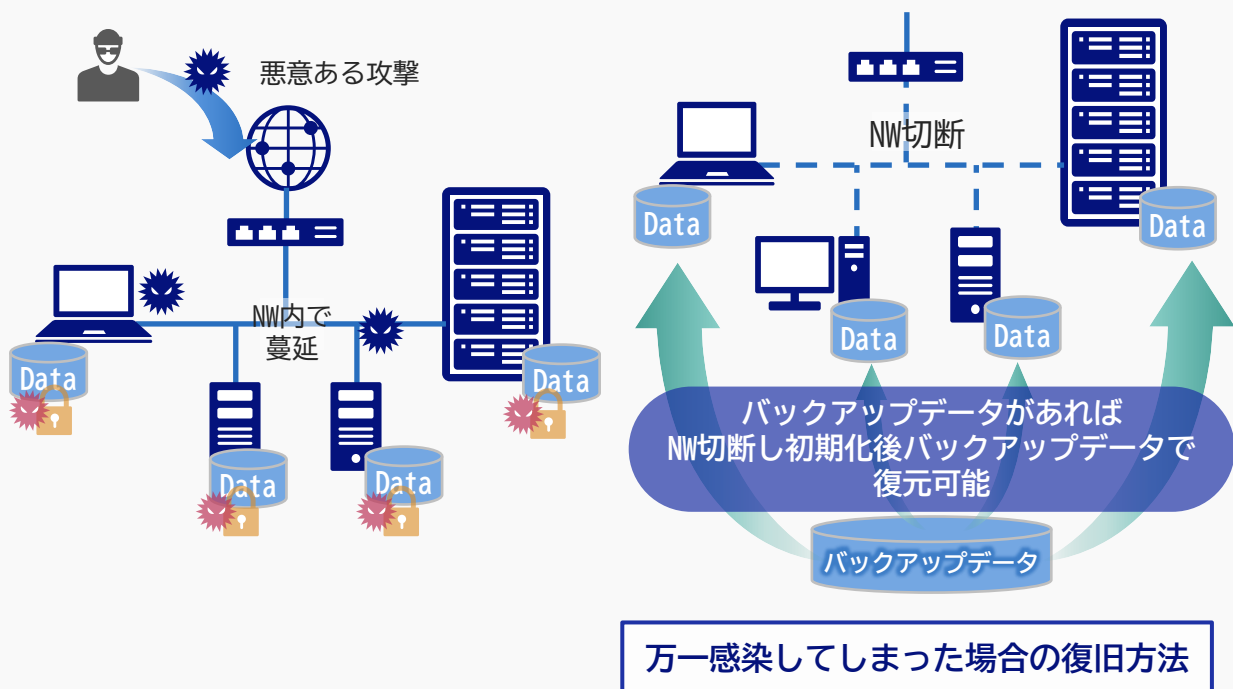 悪意ある攻撃
NW内で
蔓延
Data
Data
Data
Data
NW切断
Data
Data
Data
Data
バックアップデータがあれば
NW切断し初期化後バックアップデータで
復元可能
バックアップデータ
万一感染してしまった場合の復旧方法